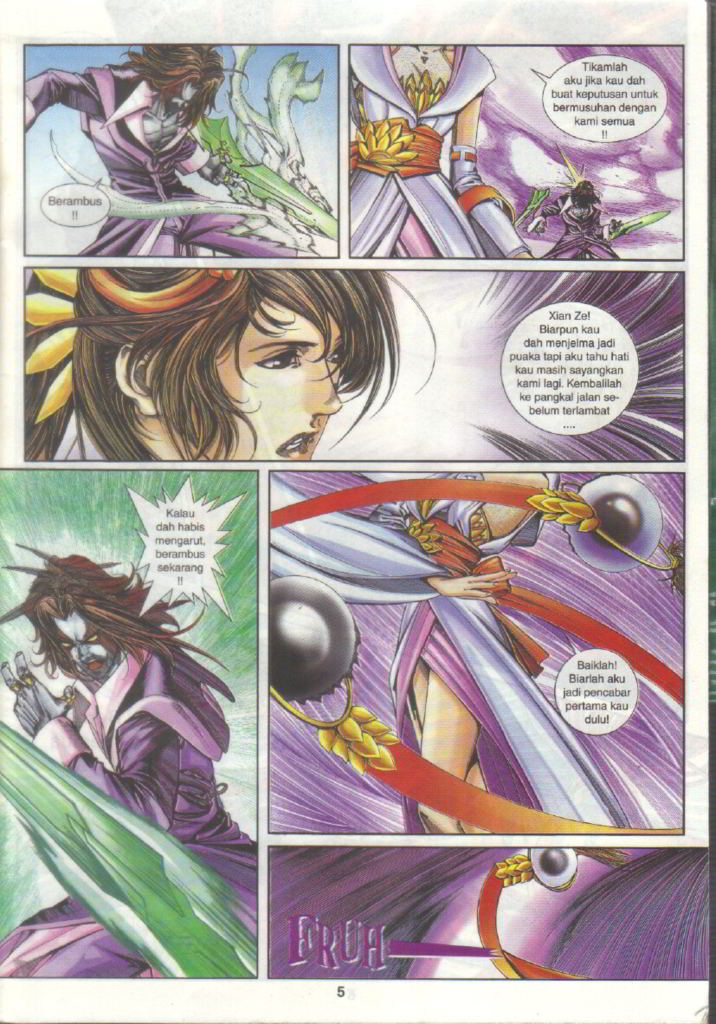 Berambus
!!
Tikamlah
aku jika kau dah
buat keputusan untuk
bermusuhan dengan
kami semua
!!
Xian Ze!
Biarpun kau
dah menjelma jadi
puaka tapi aku tahu hati
kau masih sayangkan
kami lagi. Kembalilah
ke pangkal jalan se-
belum terlambat
....
Kalau
dah habis
mengarut,
berambus
sekarang
!!
Baiklah!
Biarlah aku
jadi pencabar
pertama kau
dulu!
FRUA
5